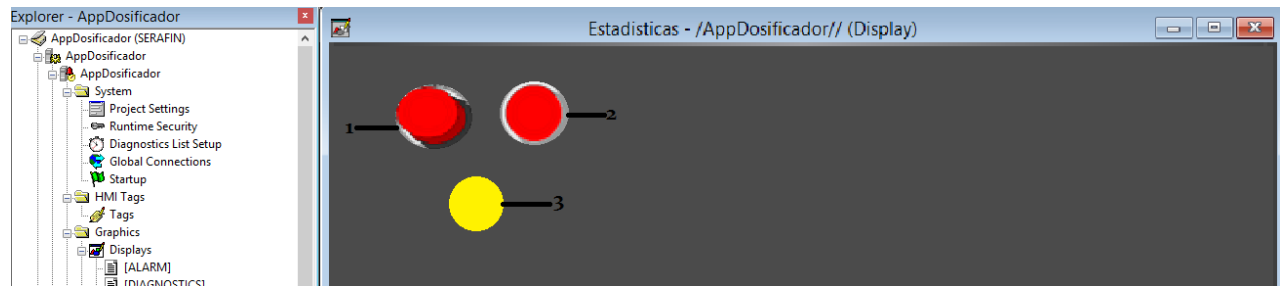 Explorer - AppDosificador
AppDosificador (SERAFIN)
AppDosificador
AppDosificador
System
Project Settings
Runtime Security
Diagnostics List Setup
Global Connections
Startup
HMI Tags
Tags
Graphics
Displays
[ALARM]
[DIAGNOSTICS]
Estadisticas - /AppDosificador// (Display)
1
2
3